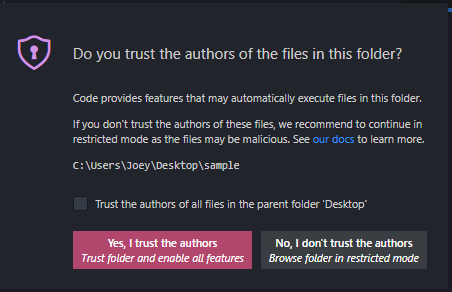 Do you trust the authors of the files in this folder?
Code provides features that may automatically execute files in this folder.
If you don't trust the authors of these files, we recommend to continue in
restricted mode as the files may be malicious. See our docs to learn more.
C:\Users\Joey\Desktop\sample
Trust the authors of all files in the parent folder 'Desktop'
Yes, I trust the authors
Trust folder and enable all features
No, I don't trust the authors
Browse folder in restricted mode